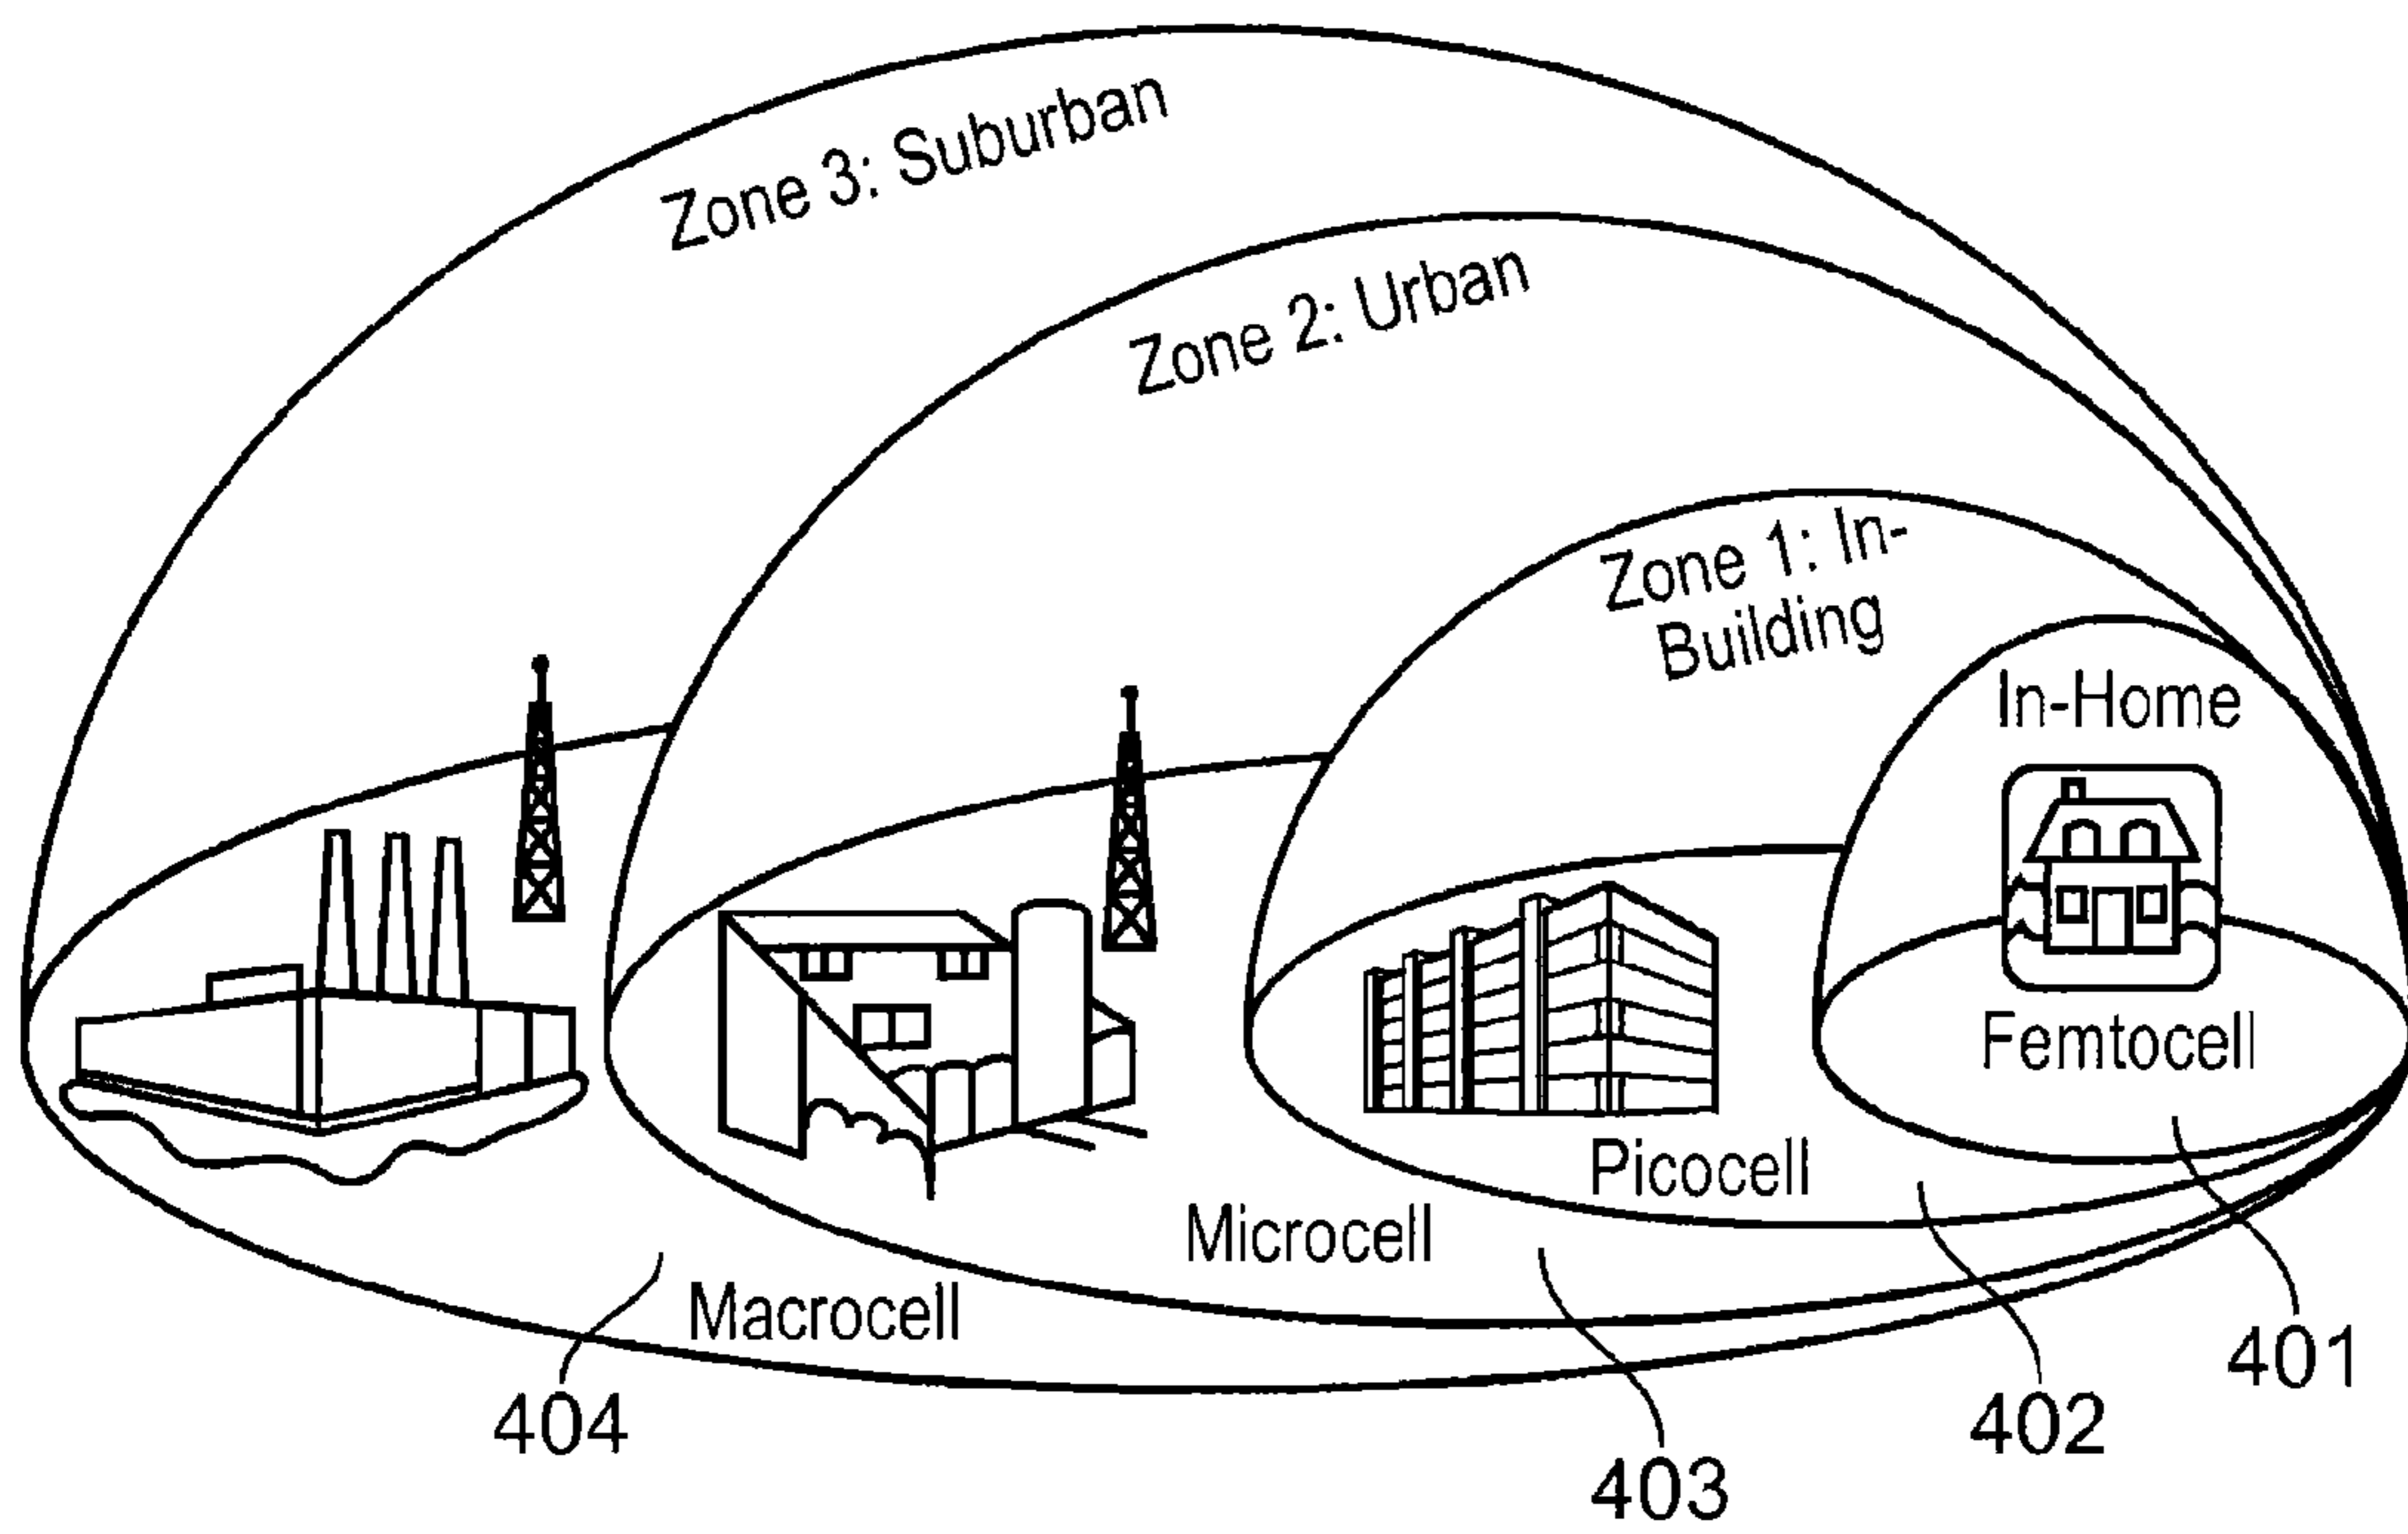 Zone 3: Suburban
Zone 2: Urban
Zone 1: In-
Building
In-Home
Femtocell
Picocell
Microcell
Macrocell
401
402
403
404